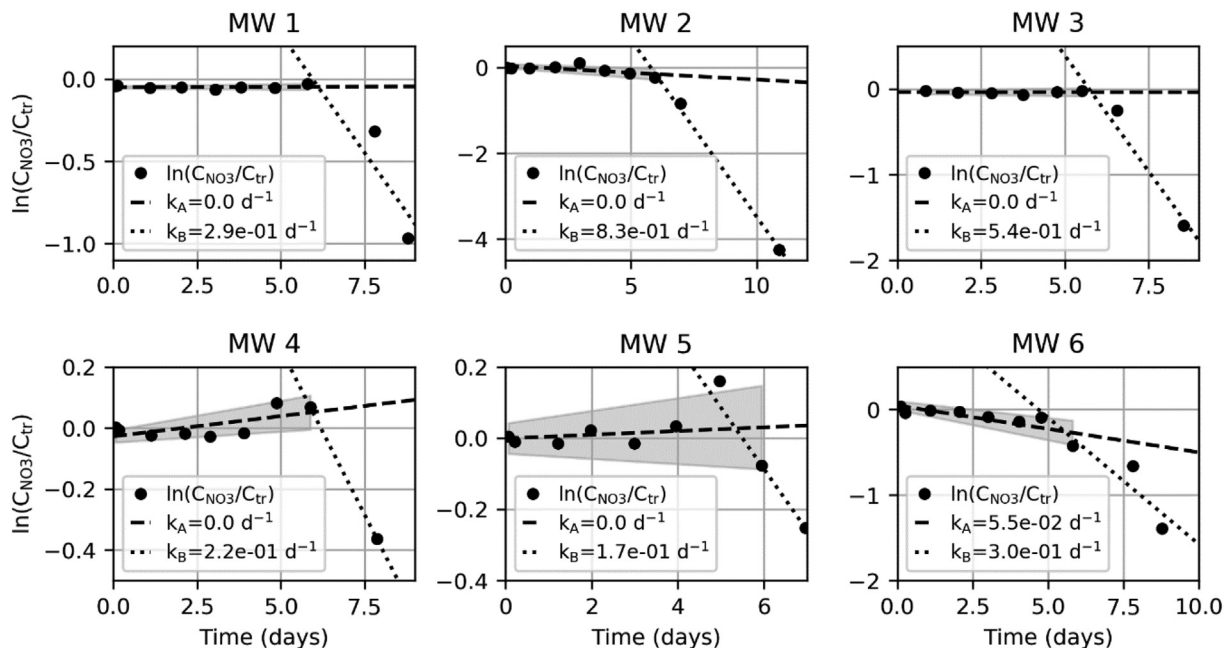 MW 1
MW 2
MW 3
ln(C_NO3/C_tr)
0.0
−0.5
−1.0
ln(C_NO3/C_tr)
k_A=0.0 d⁻¹
k_B=2.9e-01 d⁻¹
0.0 2.5 5.0 7.5
0
−2
−4
ln(C_NO3/C_tr)
k_A=0.0 d⁻¹
k_B=8.3e-01 d⁻¹
0 5 10
0
−1
−2
ln(C_NO3/C_tr)
k_A=0.0 d⁻¹
k_B=5.4e-01 d⁻¹
0.0 2.5 5.0 7.5
MW 4
MW 5
MW 6
ln(C_NO3/C_tr)
0.2
0.0
−0.2
−0.4
ln(C_NO3/C_tr)
k_A=0.0 d⁻¹
k_B=2.2e-01 d⁻¹
0.0 2.5 5.0 7.5
Time (days)
0.2
0.0
−0.2
−0.4
ln(C_NO3/C_tr)
k_A=0.0 d⁻¹
k_B=1.7e-01 d⁻¹
0 2 4 6
Time (days)
0
−1
−2
ln(C_NO3/C_tr)
k_A=5.5e-02 d⁻¹
k_B=3.0e-01 d⁻¹
0.0 2.5 5.0 7.5 10.0
Time (days)